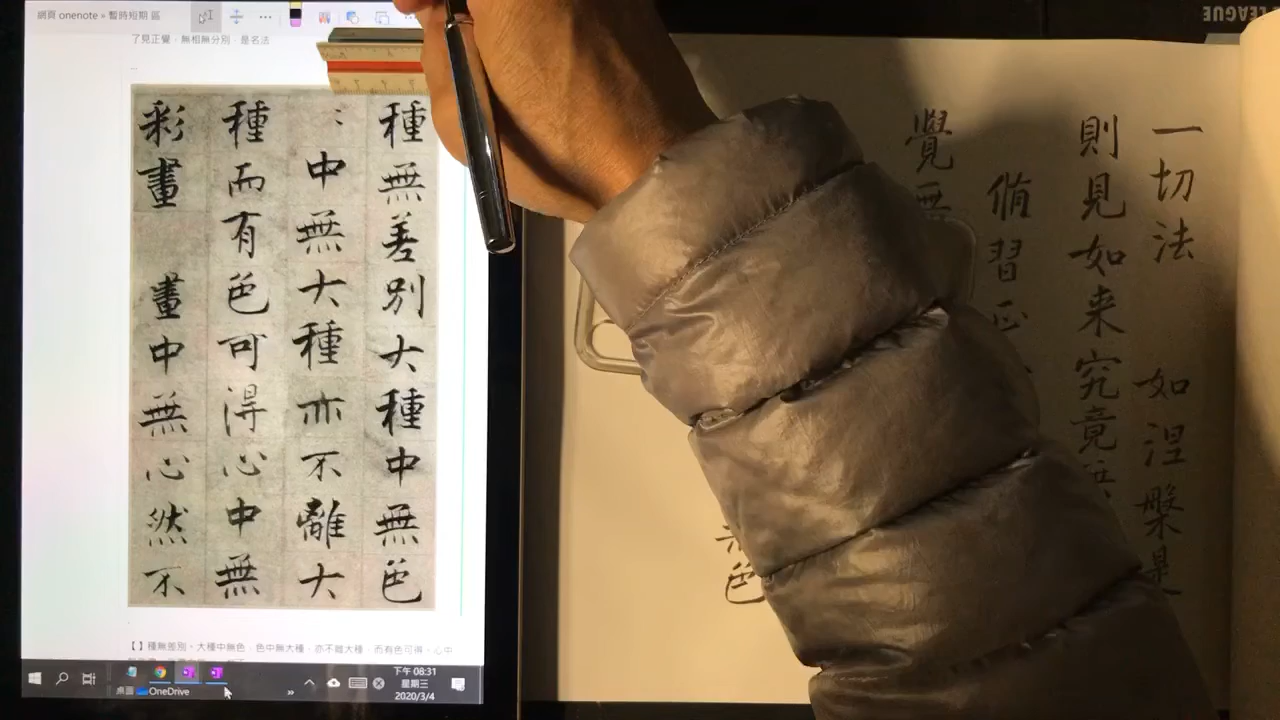 網頁 onenote » 暫時短期 區
了見正覺，無相無分別，是名法
種無差別大種中無色
〻中無大種亦不離大
種而有色可得心中無
彩畫 畫中無心然不
【】種無差別。大種中無色，色中無大種，亦不離大種，而有色可得。心中
桌面
OneDrive
»
下午 08:31
星期三
2020/3/4
LEAGUE
一切法 如涅槃是
則見如来究竟
脩習正
覺無
色